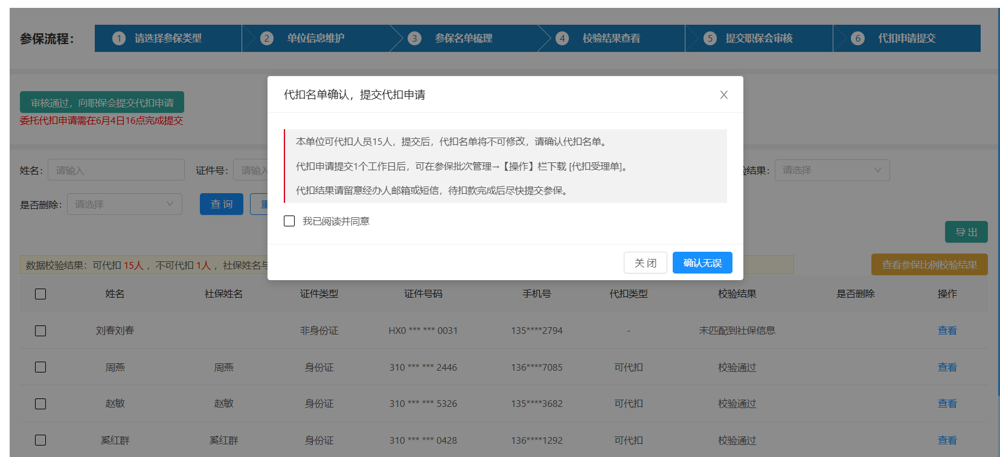 参保流程：
1 请选择参保类型
2 单位信息维护
3 参保名单梳理
4 校验结果查看
5 提交职保会审核
6 代扣申请提交
审核通过，向职保会提交代扣申请
委托代扣申请需在6月4日16点完成提交
代扣名单确认，提交代扣申请
本单位可代扣人员15人，提交后，代扣名单将不可修改，请确认代扣名单。
代扣申请提交1个工作日后，可在参保批次管理→【操作】栏下载 [代扣受理单]。
代扣结果请留意经办人邮箱或短信，待扣款完成后尽快提交参保。
我已阅读并同意
关 闭 确认无误
姓名： 请输入 证件号： 请输入 结果： 请选择
是否删除： 请选择 查 询
导 出
数据校验结果：可代扣 15人 ，不可代扣 1人 ，社保姓名与
查看参保比例校验结果
姓名 社保姓名 证件类型 证件号码 手机号 代扣类型 校验结果 是否删除 操作
刘春刘春 非身份证 HX0 *** *** 0031 135****2794 - 未匹配到社保信息 查看
周燕 周燕 身份证 310 *** *** 2446 136****7085 可代扣 校验通过 查看
赵敏 赵敏 身份证 310 *** *** 5326 135****3682 可代扣 校验通过 查看
奚红群 奚红群 身份证 310 *** *** 0428 136****1292 可代扣 校验通过 查看